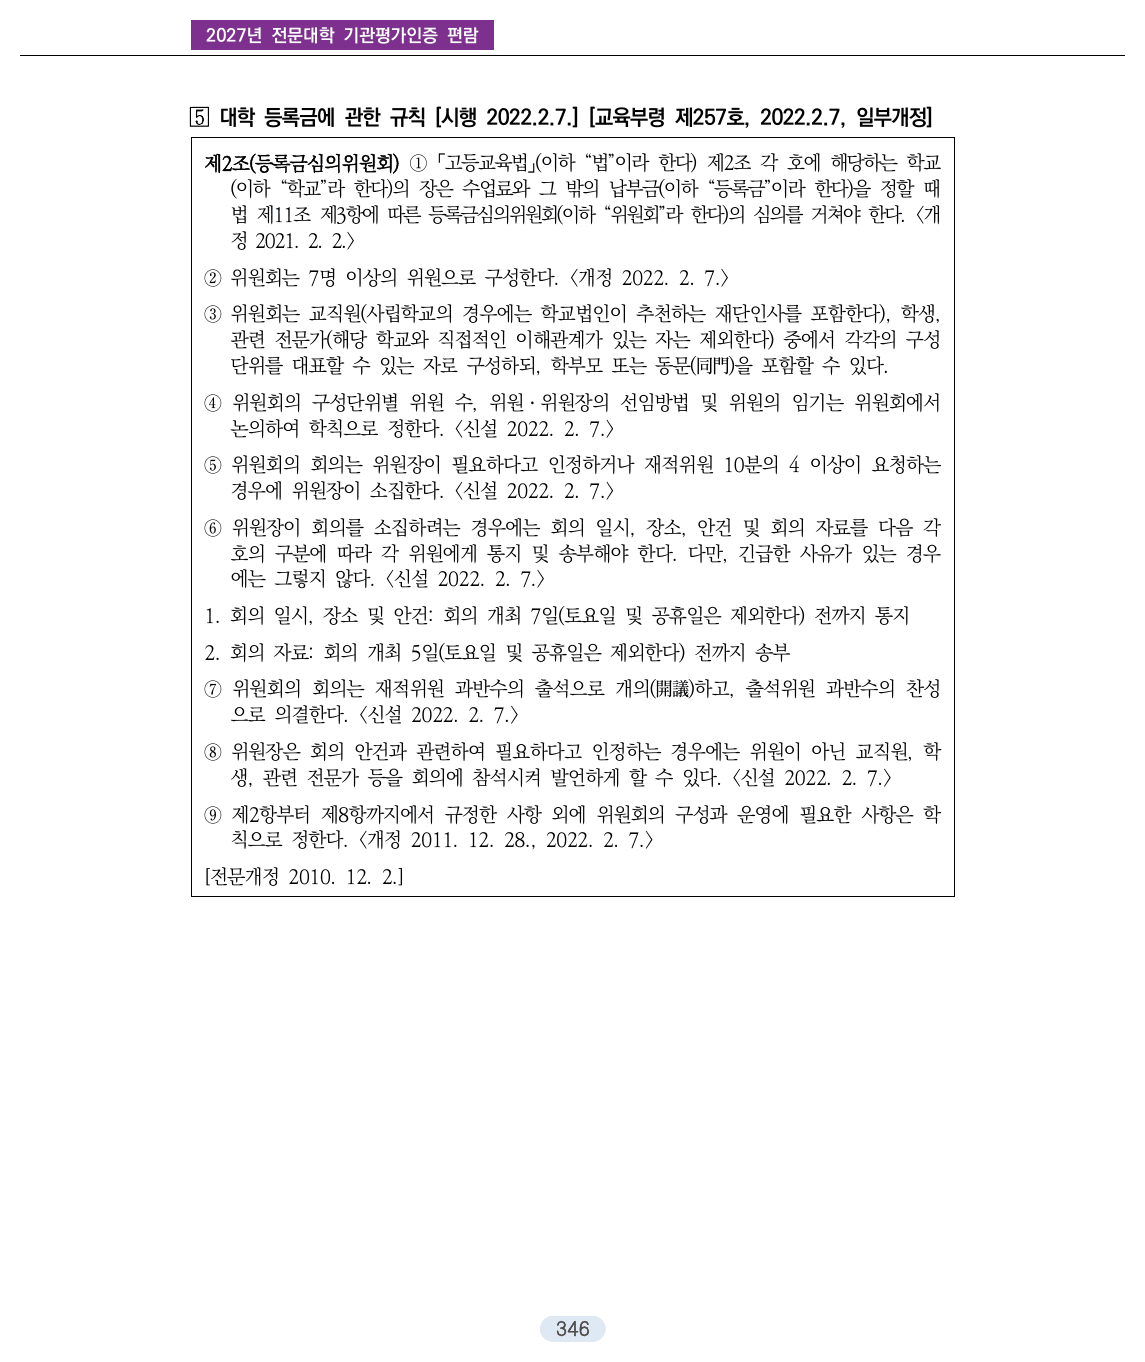 2027년 전문대학 기관평가인증 편람
5 대학 등록금에 관한 규칙 [시행 2022.2.7.] [교육부령 제257호, 2022.2.7, 일부개정]
제2조(등록금심의위원회) ① 「고등교육법」(이하 “법”이라 한다) 제2조 각 호에 해당하는 학교
(이하 “학교”라 한다)의 장은 수업료와 그 밖의 납부금(이하 “등록금”이라 한다)을 정할 때
법 제11조 제3항에 따른 등록금심의위원회(이하 “위원회”라 한다)의 심의를 거쳐야 한다. 〈개
정 2021. 2. 2.〉
② 위원회는 7명 이상의 위원으로 구성한다. 〈개정 2022. 2. 7.〉
③ 위원회는 교직원(사립학교의 경우에는 학교법인이 추천하는 재단인사를 포함한다), 학생,
관련 전문가(해당 학교와 직접적인 이해관계가 있는 자는 제외한다) 중에서 각각의 구성
단위를 대표할 수 있는 자로 구성하되, 학부모 또는 동문(同門)을 포함할 수 있다.
④ 위원회의 구성단위별 위원 수, 위원·위원장의 선임방법 및 위원의 임기는 위원회에서
논의하여 학칙으로 정한다. 〈신설 2022. 2. 7.〉
⑤ 위원회의 회의는 위원장이 필요하다고 인정하거나 재적위원 10분의 4 이상이 요청하는
경우에 위원장이 소집한다. 〈신설 2022. 2. 7.〉
⑥ 위원장이 회의를 소집하려는 경우에는 회의 일시, 장소, 안건 및 회의 자료를 다음 각
호의 구분에 따라 각 위원에게 통지 및 송부해야 한다. 다만, 긴급한 사유가 있는 경우
에는 그렇지 않다. 〈신설 2022. 2. 7.〉
1. 회의 일시, 장소 및 안건: 회의 개최 7일(토요일 및 공휴일은 제외한다) 전까지 통지
2. 회의 자료: 회의 개최 5일(토요일 및 공휴일은 제외한다) 전까지 송부
⑦ 위원회의 회의는 재적위원 과반수의 출석으로 개의(開議)하고, 출석위원 과반수의 찬성
으로 의결한다. 〈신설 2022. 2. 7.〉
⑧ 위원장은 회의 안건과 관련하여 필요하다고 인정하는 경우에는 위원이 아닌 교직원, 학
생, 관련 전문가 등을 회의에 참석시켜 발언하게 할 수 있다. 〈신설 2022. 2. 7.〉
⑨ 제2항부터 제8항까지에서 규정한 사항 외에 위원회의 구성과 운영에 필요한 사항은 학
칙으로 정한다. 〈개정 2011. 12. 28., 2022. 2. 7.〉
[전문개정 2010. 12. 2.]
346